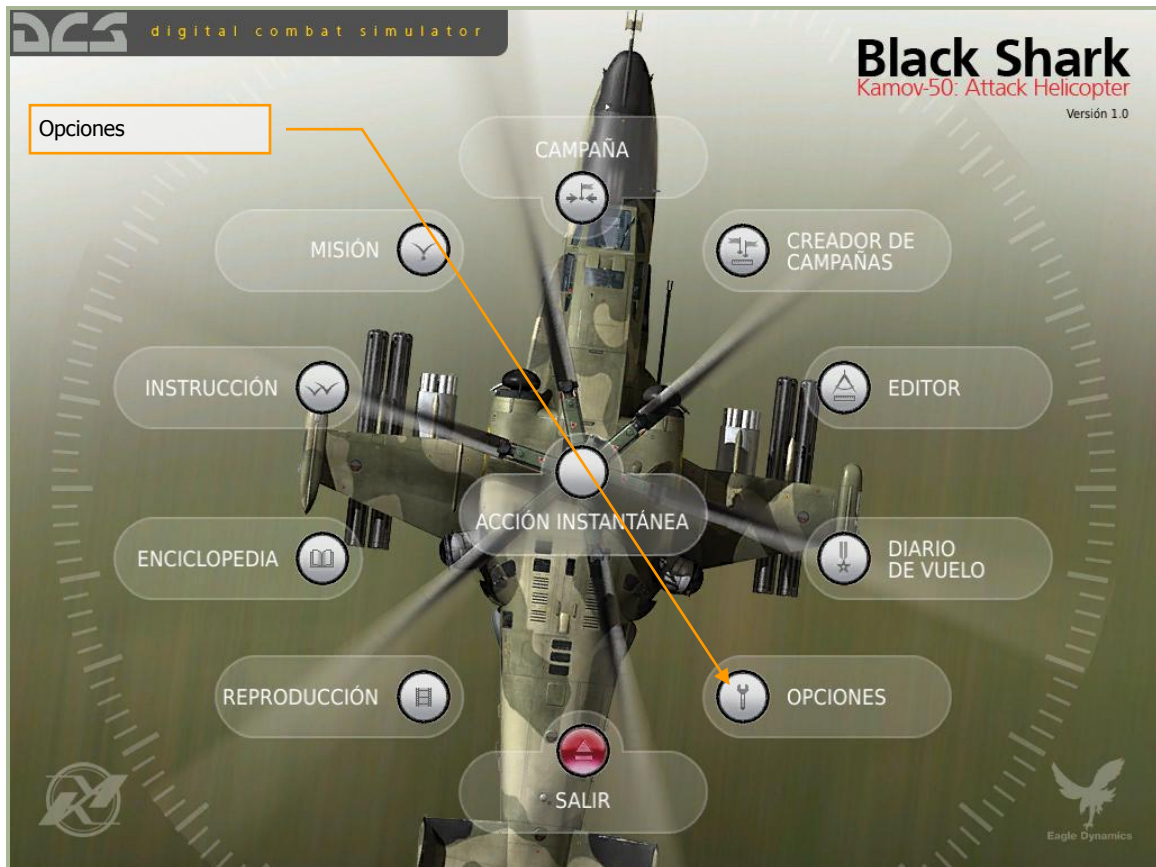 DCS digital combat simulator
Black Shark
Kamov-50: Attack Helicopter
Versión 1.0
Opciones
CAMPAÑA
MISIÓN
CREADOR DE
CAMPAÑAS
INSTRUCCIÓN
EDITOR
ACCIÓN INSTANTÁNEA
ENCICLOPEDIA
DIARIO
DE VUELO
REPRODUCCIÓN
OPCIONES
SALIR
Eagle Dynamics